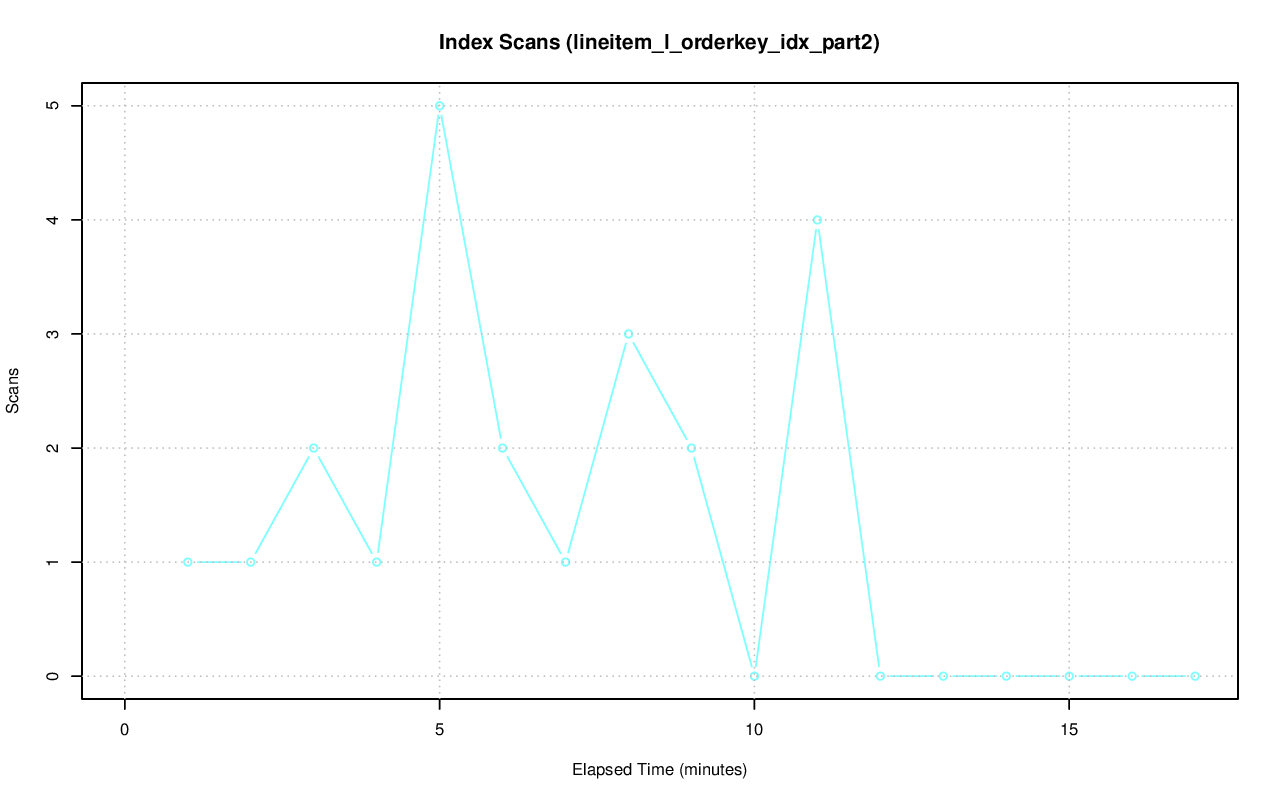 Index Scans (lineitem_l_orderkey_idx_part2)
5
4
3
2
1
0
Scans
0 5 10 15
Elapsed Time (minutes)